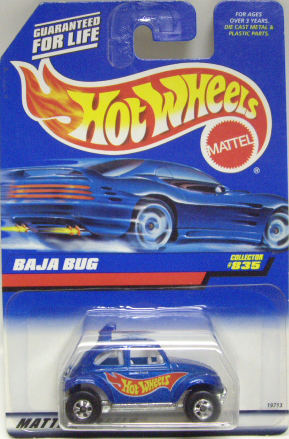 GUARANTEED
FOR LIFE
FOR AGES
OVER 3 YEARS.
DIE CAST METAL &
PLASTIC PARTS.
HOT WHEELS
MATTEL
®
BAJA BUG
COLLECTOR
#835
HOT WHEELS
18713
MATT